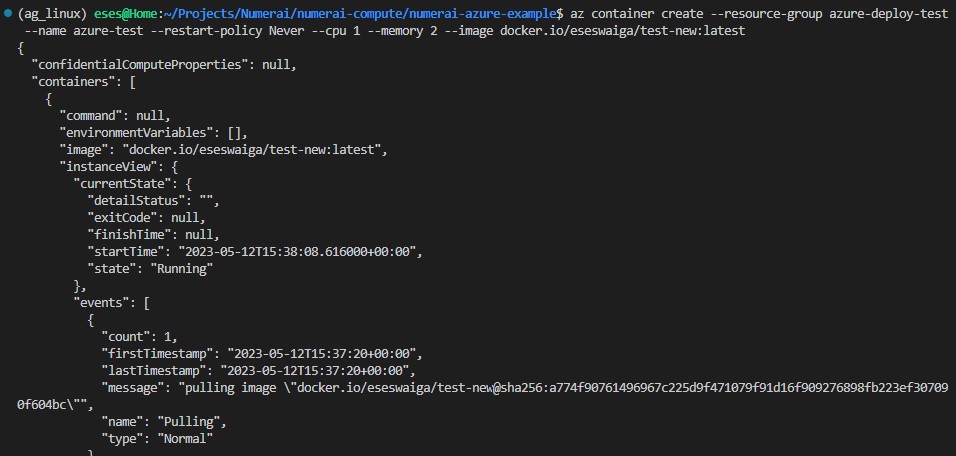 (ag_linux) eses@Home:~/Projects/Numerai/numerai-compute/numerai-azure-example$ az container create --resource-group azure-deploy-test
--name azure-test --restart-policy Never --cpu 1 --memory 2 --image docker.io/eseswaiga/test-new:latest
{
  "confidentialComputeProperties": null,
  "containers": [
    {
      "command": null,
      "environmentVariables": [],
      "image": "docker.io/eseswaiga/test-new:latest",
      "instanceView": {
        "currentState": {
          "detailStatus": "",
          "exitCode": null,
          "finishTime": null,
          "startTime": "2023-05-12T15:38:08.616000+00:00",
          "state": "Running"
        },
        "events": [
          {
            "count": 1,
            "firstTimestamp": "2023-05-12T15:37:20+00:00",
            "lastTimestamp": "2023-05-12T15:37:20+00:00",
            "message": "pulling image \"docker.io/eseswaiga/test-new@sha256:a774f90761496967c225d9f471079f91d16f909276898fb223ef30709
0f604bc\"",
            "name": "Pulling",
            "type": "Normal"
          }